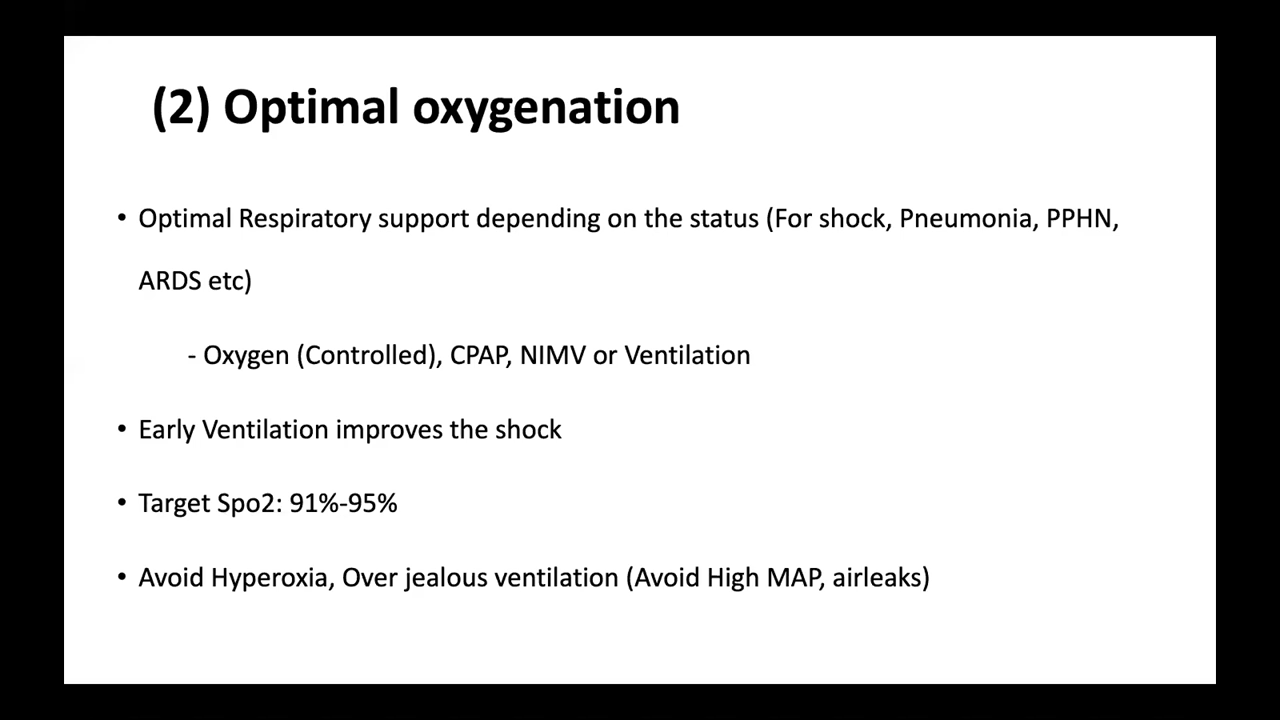 (2) Optimal oxygenation
• Optimal Respiratory support depending on the status (For shock, Pneumonia, PPHN,
ARDS etc)
- Oxygen (Controlled), CPAP, NIMV or Ventilation
• Early Ventilation improves the shock
• Target Spo2: 91%-95%
• Avoid Hyperoxia, Over jealous ventilation (Avoid High MAP, airleaks)